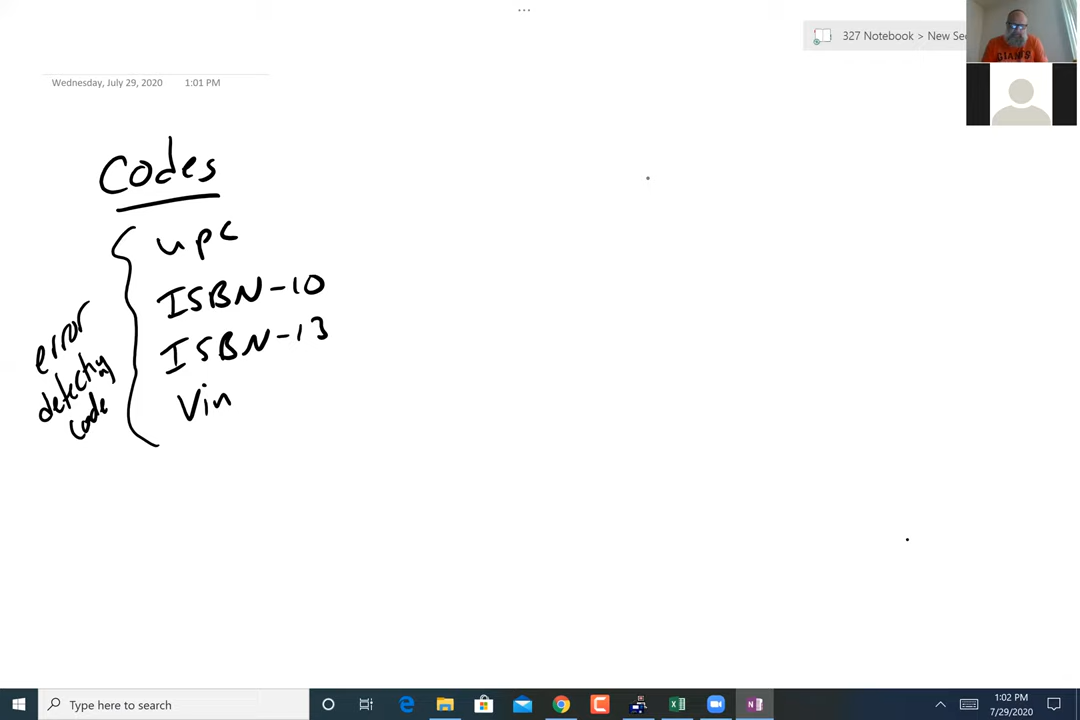 327 Notebook > New Se
GIANTS
Wednesday, July 29, 2020 1:01 PM
Codes
upc
ISBN-10
ISBN-13
Vin
error
detecting
code
Type here to search
1:02 PM
7/29/2020